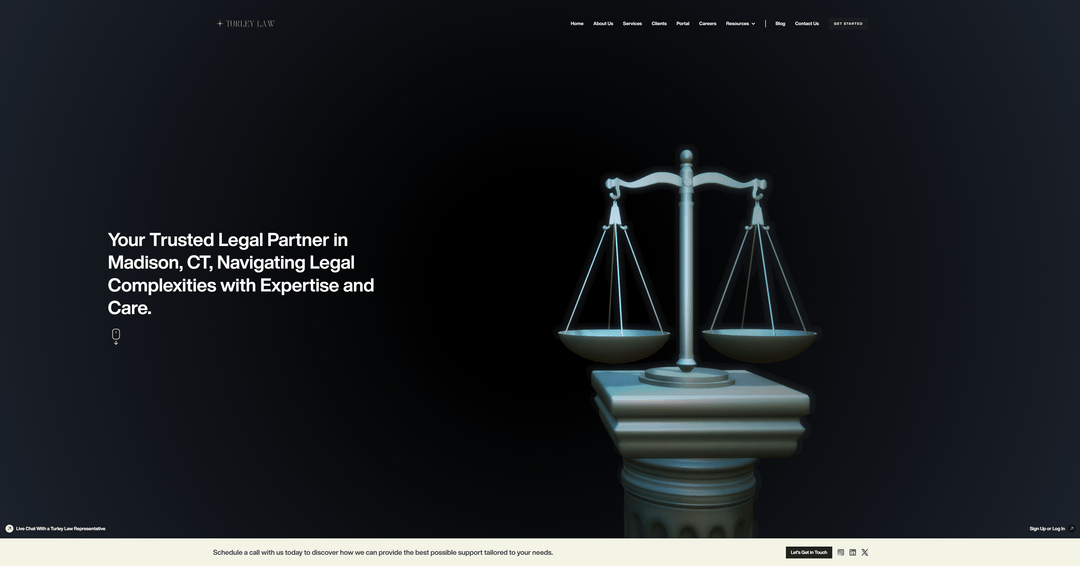 TURLEY LAW
Home About Us Services Clients Portal Careers Resources Blog Contact Us GET STARTED
Your Trusted Legal Partner in
Madison, CT, Navigating Legal
Complexities with Expertise and
Care.
Live Chat With a Turley Law Representative
Sign Up or Log In
Schedule a call with us today to discover how we can provide the best possible support tailored to your needs.
Let's Get in Touch